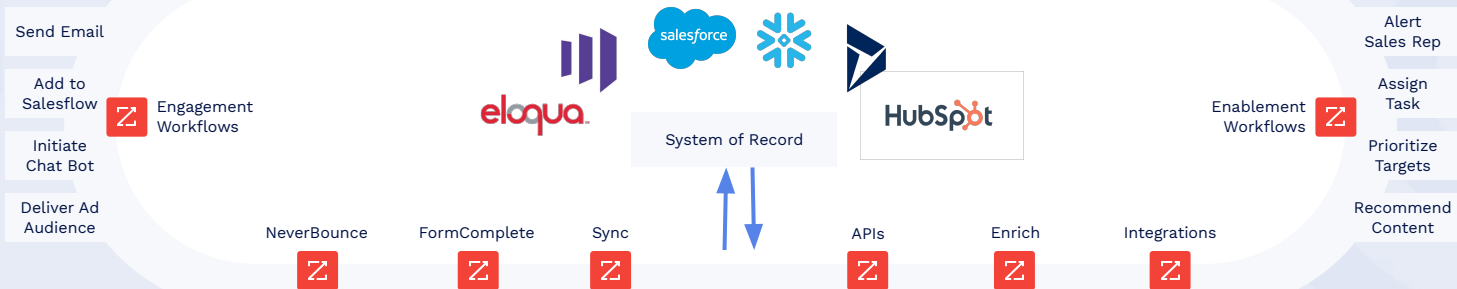 Send Email
Add to
Salesflow
Initiate
Chat Bot
Deliver Ad
Audience
Engagement
Workflows
eloqua
salesforce
HubSpot
System of Record
Enablement
Workflows
Alert
Sales Rep
Assign
Task
Prioritize
Targets
Recommend
Content
NeverBounce
FormComplete
Sync
APIs
Enrich
Integrations